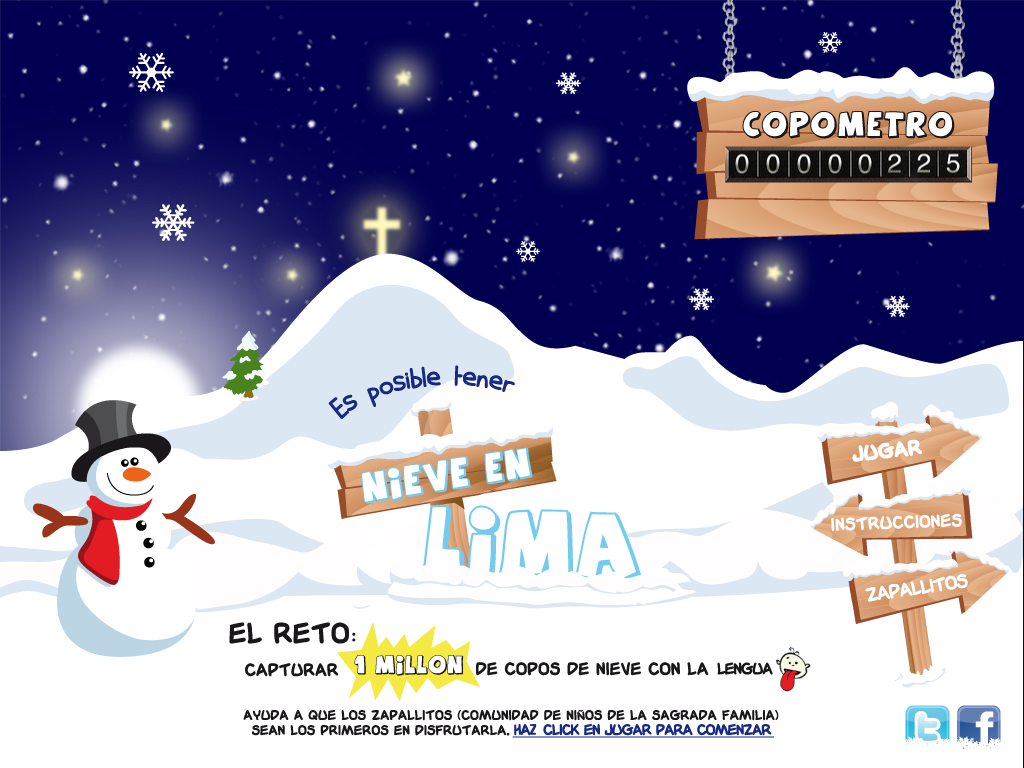 COPOMETRO
00000225
Es posible tener
NiEVE EN
LiMA
JUGAR
INSTRUCCIONES
ZAPALLITOS
EL RETO:
CAPTURAR 1 MiLLON DE COPOS DE NIEVE CON LA LENGUA
AYUDA A QUE LOS ZAPALLITOS (COMUNIDAD DE NIÑOS DE LA SAGRADA FAMILIA)
SEAN LOS PRIMEROS EN DISFRUTARLA. HAZ CLICK EN JUGAR PARA COMENZAR
t f